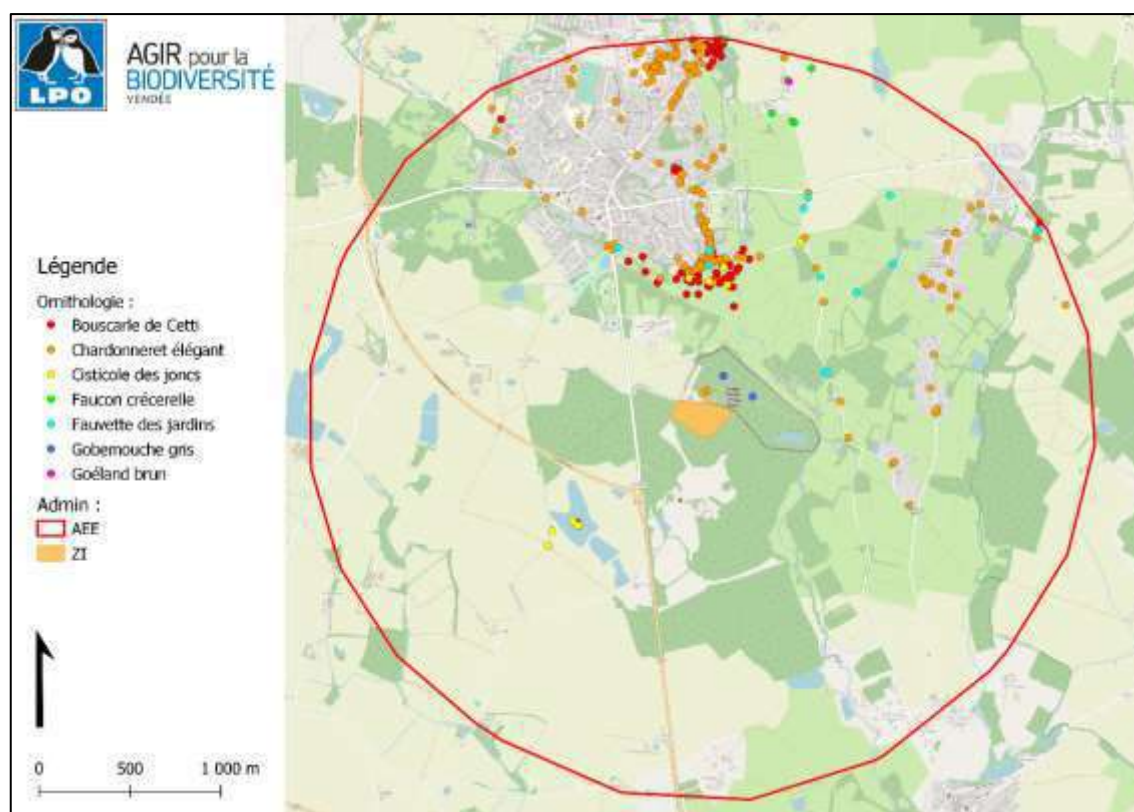 LPO
AGIR pour la
BIODIVERSITÉ
VENDÉE
Légende
Ornithologie :
Bouscarle de Cetti
Chardonneret élégant
Cisticole des joncs
Faucon crécerelle
Fauvette des jardins
Gobemouche gris
Goéland brun
Admin :
AEE
ZI
0 500 1 000 m